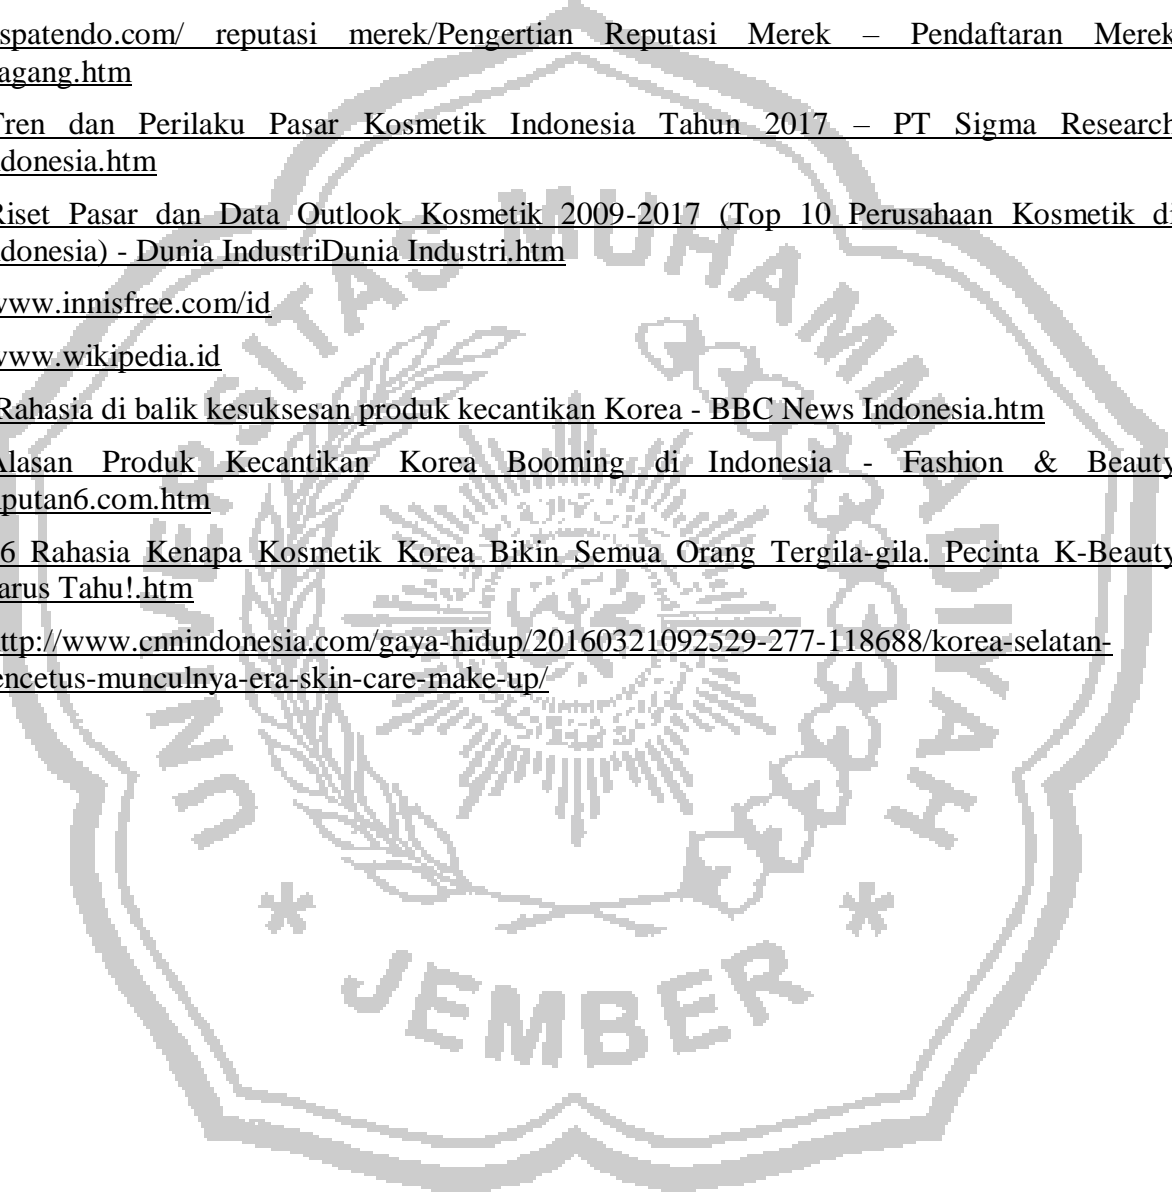 spatendo.com/ reputasi merek/Pengertian Reputasi Merek – Pendaftaran Merek
agang.htm
Tren dan Perilaku Pasar Kosmetik Indonesia Tahun 2017 – PT Sigma Research
donesia.htm
Riset Pasar dan Data Outlook Kosmetik 2009-2017 (Top 10 Perusahaan Kosmetik di
donesia) - Dunia IndustriDunia Industri.htm
www.innisfree.com/id
www.wikipedia.id
Rahasia di balik kesuksesan produk kecantikan Korea - BBC News Indonesia.htm
Alasan Produk Kecantikan Korea Booming di Indonesia - Fashion & Beauty
iputan6.com.htm
6 Rahasia Kenapa Kosmetik Korea Bikin Semua Orang Tergila-gila. Pecinta K-Beauty
arus Tahu!.htm
ttp://www.cnnindonesia.com/gaya-hidup/20160321092529-277-118688/korea-selatan-
encetus-munculnya-era-skin-care-make-up/
UNIVERSITAS MUHAMMADIYAH
* JEMBER *